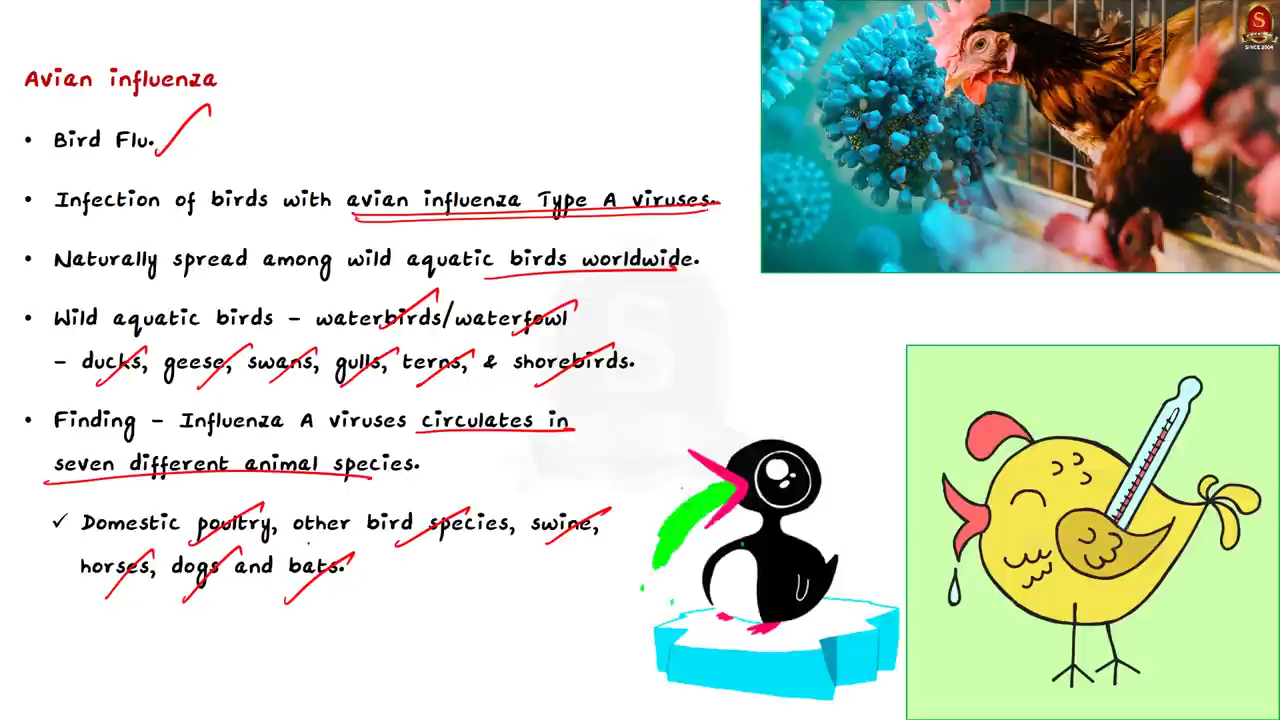 Avian influenza
• Bird Flu.
• Infection of birds with avian influenza Type A viruses.
• Naturally spread among wild aquatic birds worldwide.
• Wild aquatic birds – waterbirds/waterfowl
– ducks, geese, swans, gulls, terns, & shorebirds.
• Finding – Influenza A viruses circulates in
seven different animal species.
✓ Domestic poultry, other bird species, swine,
horses, dogs and bats.
S
SINCE 2004
S